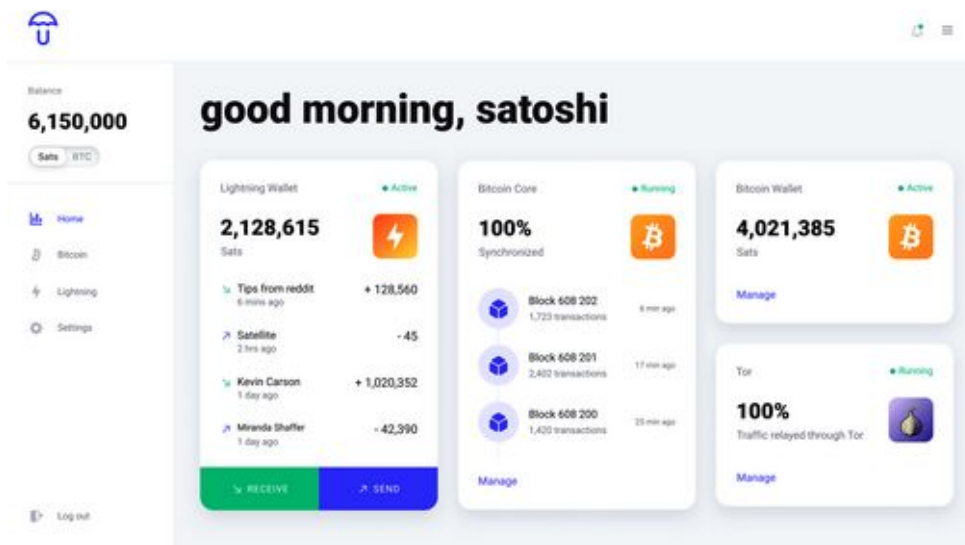 Balance
6,150,000
Sats BTC
Home
Bitcoin
Lightning
Settings
Log out
good morning, satoshi
Lightning Wallet Active
2,128,615
Sats
Tips from reddit + 128,560
6 mins ago
Satellite - 45
2 hrs ago
Kevin Carson + 1,020,352
1 day ago
Miranda Shaffer - 42,390
1 day ago
RECEIVE SEND
Bitcoin Core Running
100%
Synchronized
Block 608 202 6 min ago
1,723 transactions
Block 608 201 17 min ago
2,402 transactions
Block 608 200 23 min ago
1,420 transactions
Manage
Bitcoin Wallet Active
4,021,385
Sats
Manage
Tor Running
100%
Traffic relayed through Tor
Manage